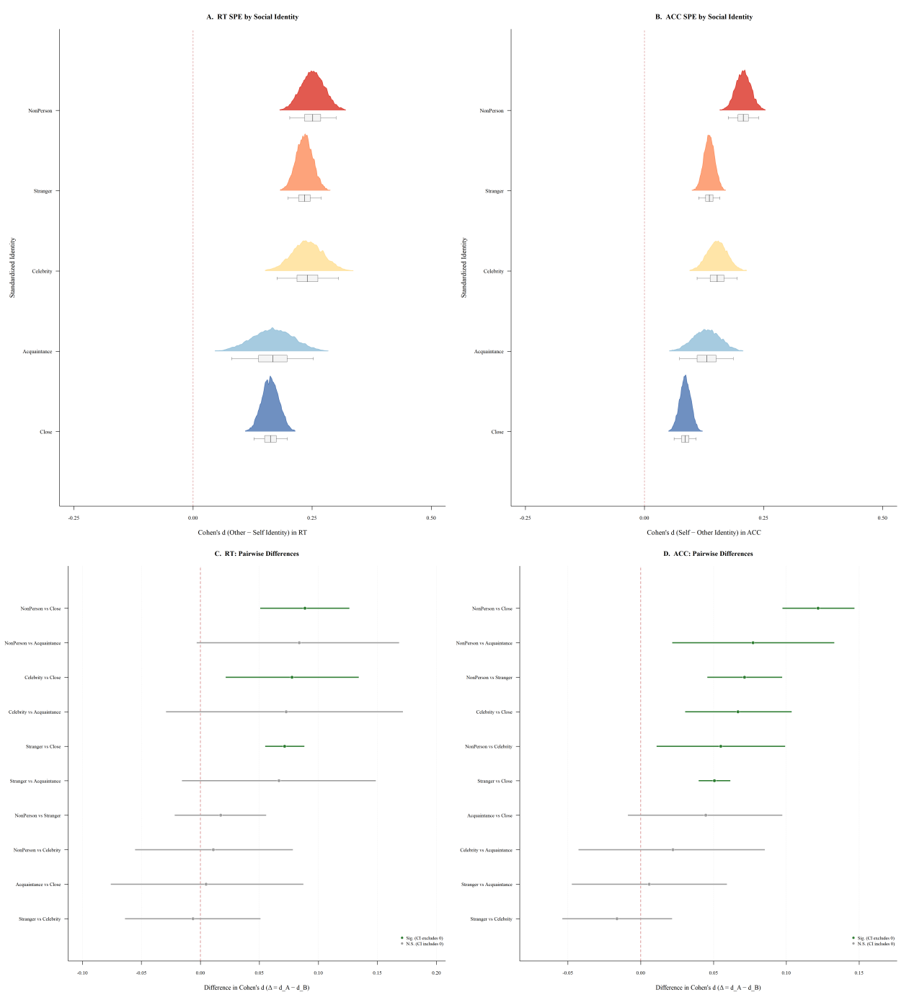 A.  RT SPE by Social Identity
Standardized Identity
NonPerson
Stranger
Celebrity
Acquaintance
Close
-0.25
0.00
0.25
0.50
Cohen's d (Other − Self Identity) in RT
B.  ACC SPE by Social Identity
Standardized Identity
NonPerson
Stranger
Celebrity
Acquaintance
Close
-0.25
0.00
0.25
0.50
Cohen's d (Self − Other Identity) in ACC
C.  RT: Pairwise Differences
NonPerson vs Close
NonPerson vs Acquaintance
Celebrity vs Close
Celebrity vs Acquaintance
Stranger vs Close
Stranger vs Acquaintance
NonPerson vs Stranger
NonPerson vs Celebrity
Acquaintance vs Close
Stranger vs Celebrity
Sig. (CI excludes 0)
N.S. (CI includes 0)
-0.10
-0.05
0.00
0.05
0.10
0.15
0.20
Difference in Cohen's d (Δ = d_A − d_B)
D.  ACC: Pairwise Differences
NonPerson vs Close
NonPerson vs Acquaintance
NonPerson vs Stranger
Celebrity vs Close
NonPerson vs Celebrity
Stranger vs Close
Acquaintance vs Close
Celebrity vs Acquaintance
Stranger vs Acquaintance
Stranger vs Celebrity
Sig. (CI excludes 0)
N.S. (CI includes 0)
-0.05
0.00
0.05
0.10
0.15
Difference in Cohen's d (Δ = d_A − d_B)